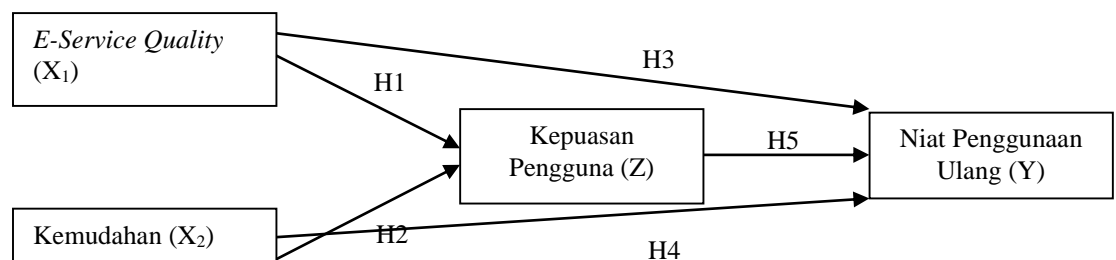 E-Service Quality
(X₁)
H3
H1
Kepuasan
Pengguna (Z)
H5
Niat Penggunaan
Ulang (Y)
Kemudahan (X₂)
H2
H4